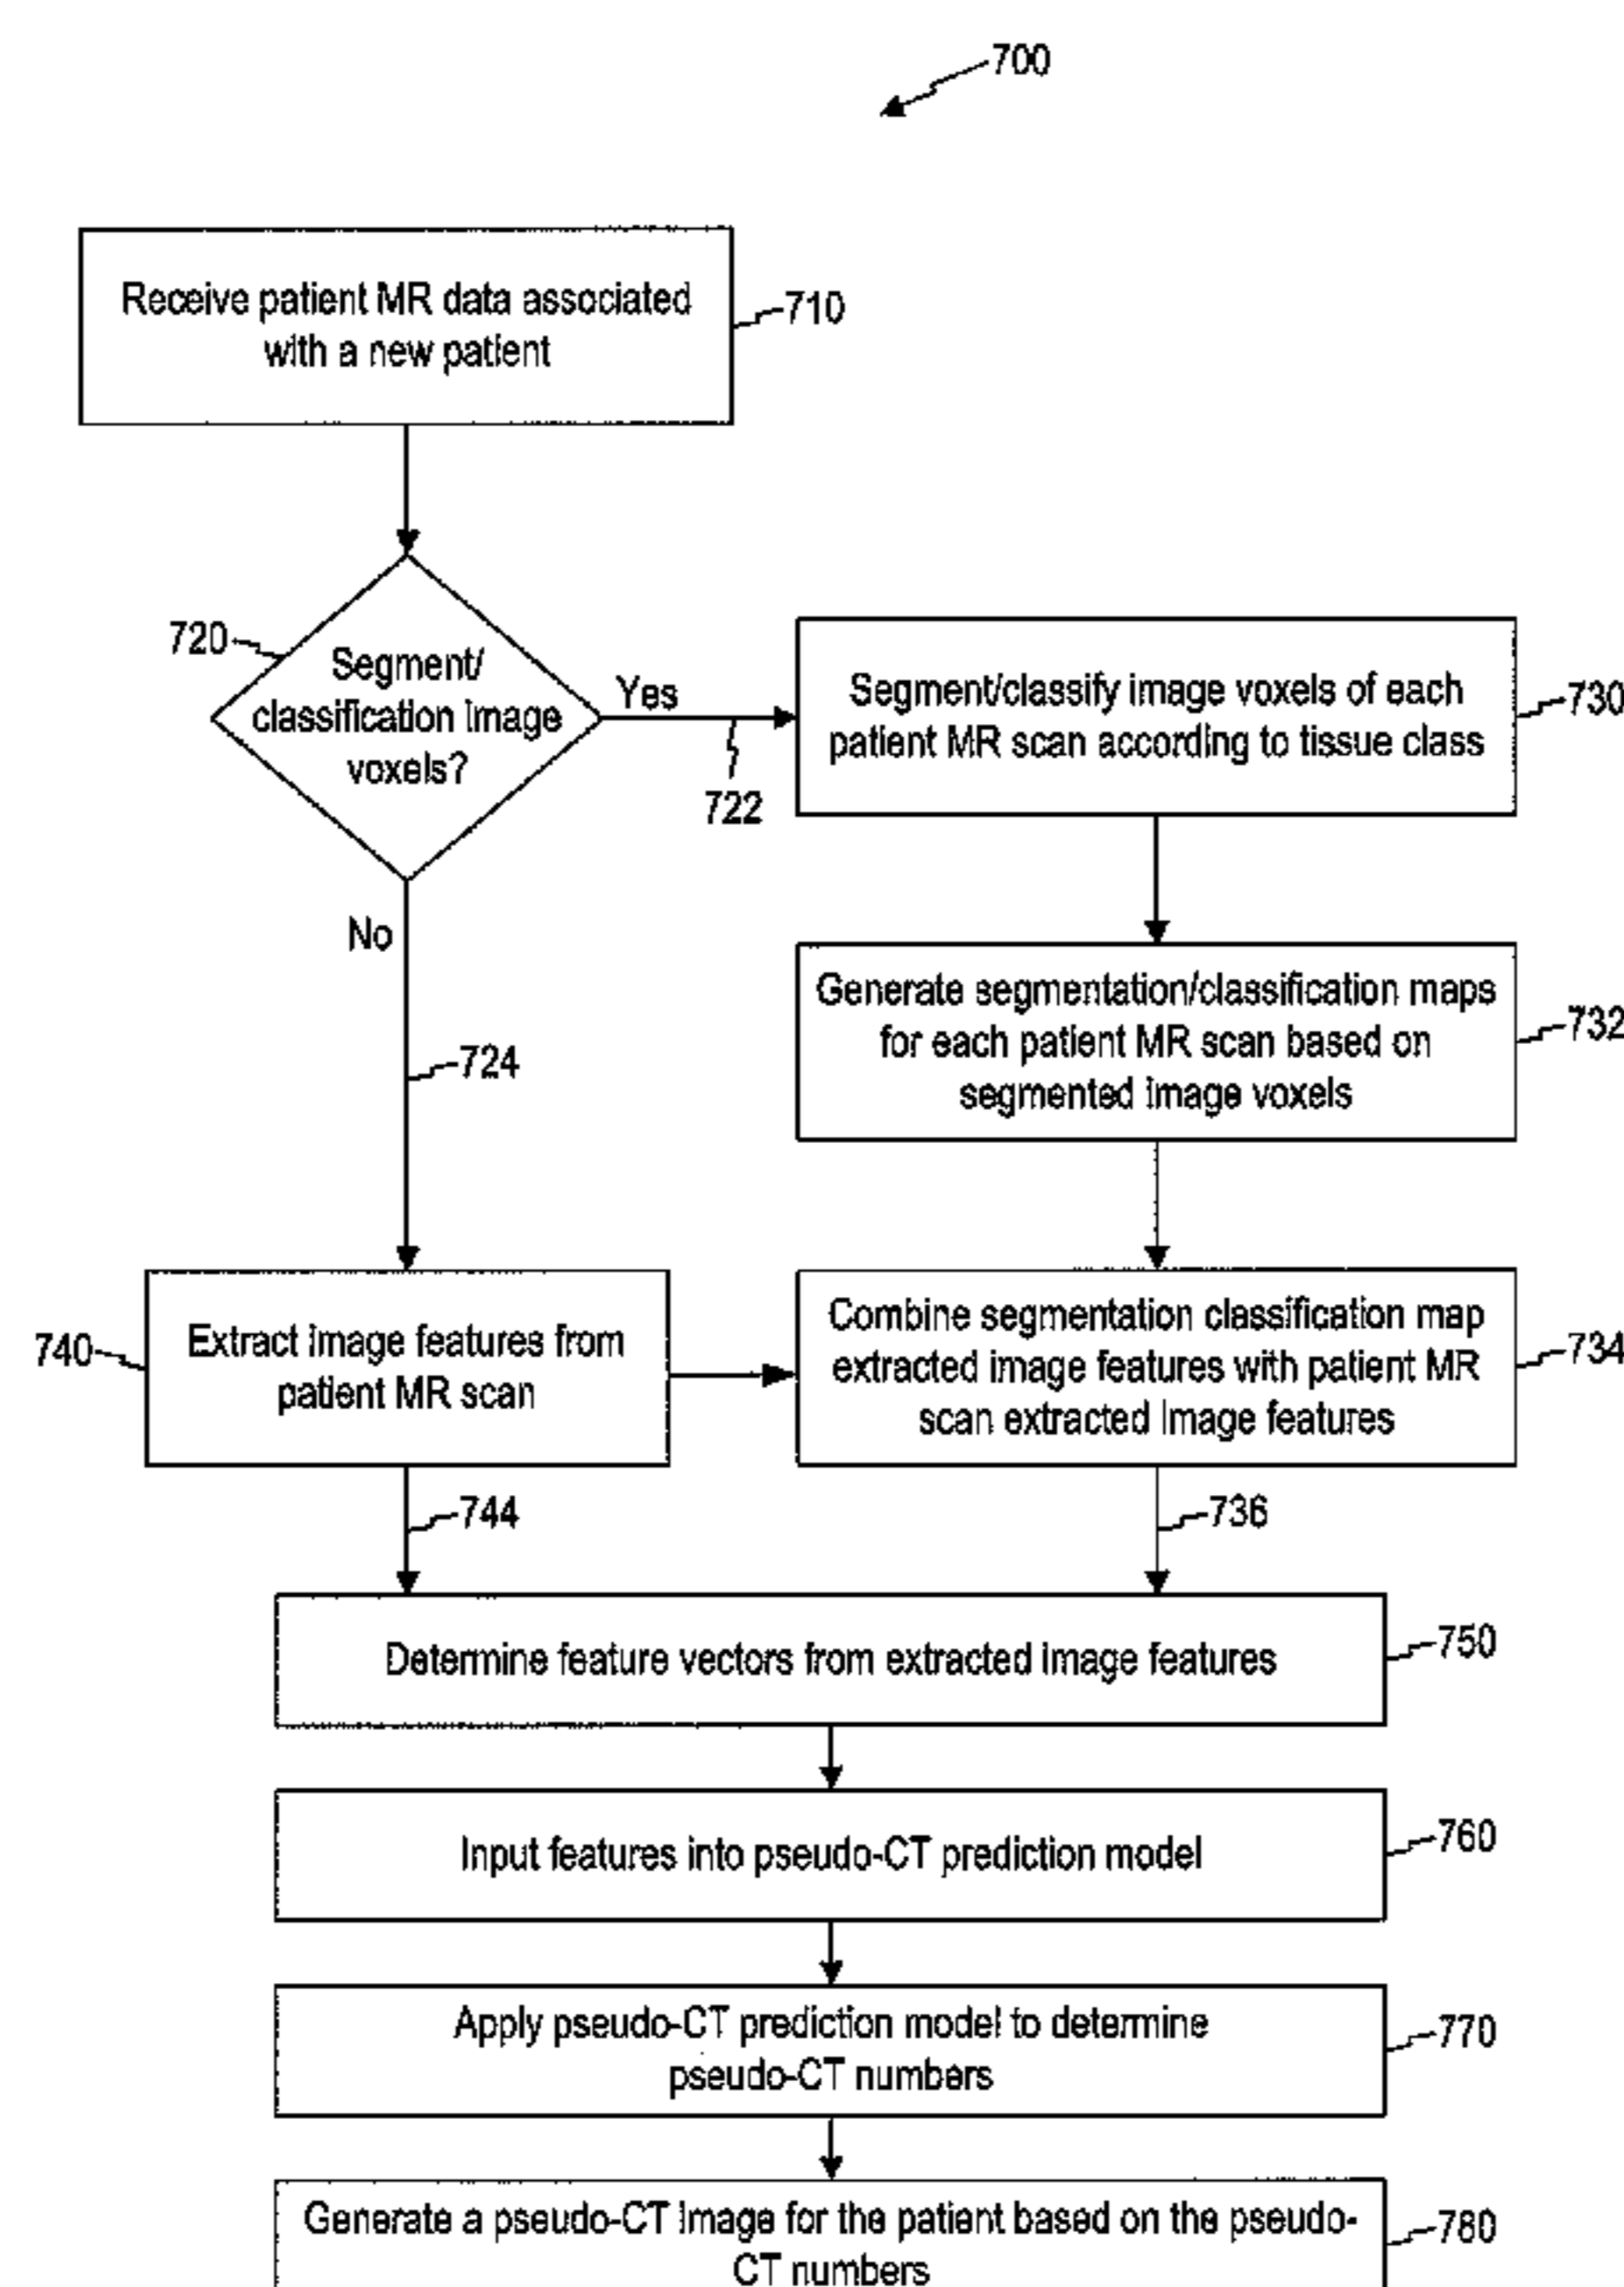 700
Receive patient MR data associated
with a new patient
710
720
Segment/
classification image
voxels?
Yes
722
Segment/classify image voxels of each
patient MR scan according to tissue class
730
No
724
Generate segmentation/classification maps
for each patient MR scan based on
segmented image voxels
732
740
Extract image features from
patient MR scan
Combine segmentation classification map
extracted image features with patient MR
scan extracted image features
734
744
736
Determine feature vectors from extracted image features
750
Input features into pseudo-CT prediction model
760
Apply pseudo-CT prediction model to determine
pseudo-CT numbers
770
Generate a pseudo-CT image for the patient based on the pseudo-
CT numbers
780